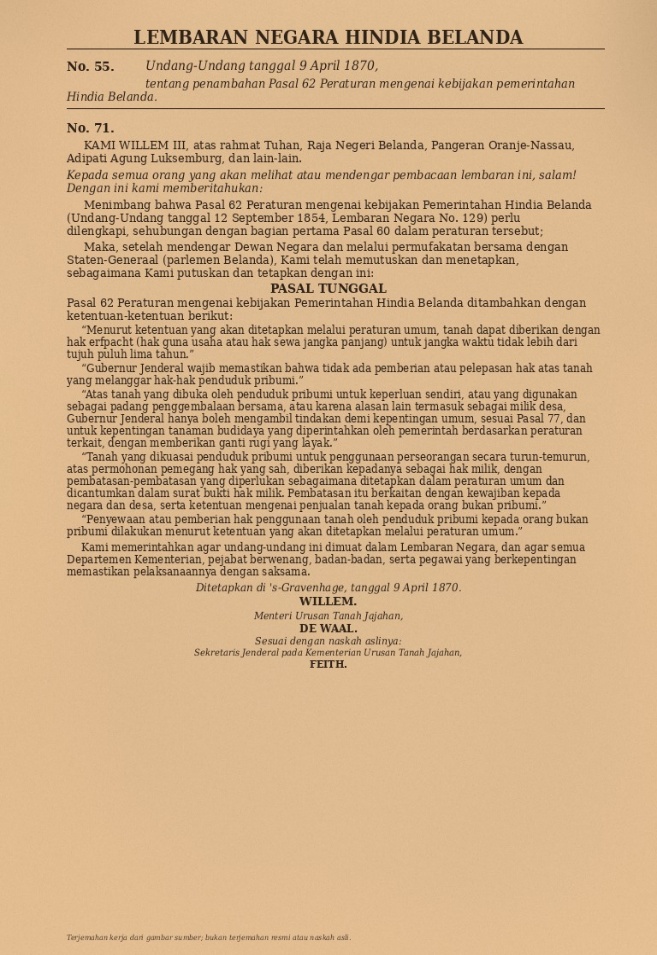 LEMBARAN NEGARA HINDIA BELANDA
No. 55. Undang-Undang tanggal 9 April 1870,
tentang penambahan Pasal 62 Peraturan mengenai kebijakan pemerintahan
Hindia Belanda.
No. 71.
KAMI WILLEM III, atas rahmat Tuhan, Raja Negeri Belanda, Pangeran Oranje-Nassau,
Adipati Agung Luksemburg, dan lain-lain.
Kepada semua orang yang akan melihat atau mendengar pembacaan lembaran ini, salam!
Dengan ini kami memberitahukan:
Menimbang bahwa Pasal 62 Peraturan mengenai kebijakan Pemerintahan Hindia Belanda
(Undang-Undang tanggal 12 September 1854, Lembaran Negara No. 129) perlu
dilengkapi, sehubungan dengan bagian pertama Pasal 60 dalam peraturan tersebut;
Maka, setelah mendengar Dewan Negara dan melalui permufakatan bersama dengan
Staten-Generaal (parlemen Belanda), Kami telah memutuskan dan menetapkan,
sebagaimana Kami putuskan dan tetapkan dengan ini:
PASAL TUNGGAL
Pasal 62 Peraturan mengenai kebijakan Pemerintahan Hindia Belanda ditambahkan dengan
ketentuan-ketentuan berikut:
“Menurut ketentuan yang akan ditetapkan melalui peraturan umum, tanah dapat diberikan dengan
hak erfpacht (hak guna usaha atau hak sewa jangka panjang) untuk jangka waktu tidak lebih dari
tujuh puluh lima tahun.”
“Gubernur Jenderal wajib memastikan bahwa tidak ada pemberian atau pelepasan hak atas tanah
yang melanggar hak-hak penduduk pribumi.”
“Atas tanah yang dibuka oleh penduduk pribumi untuk keperluan sendiri, atau yang digunakan
sebagai padang penggembalaan bersama, atau karena alasan lain termasuk sebagai milik desa,
Gubernur Jenderal hanya boleh mengambil tindakan demi kepentingan umum, sesuai Pasal 77, dan
untuk kepentingan tanaman budidaya yang diperintahkan oleh pemerintah berdasarkan peraturan
terkait, dengan memberikan ganti rugi yang layak.”
“Tanah yang dikuasai penduduk pribumi untuk penggunaan perseorangan secara turun-temurun,
atas permohonan pemegang hak yang sah, diberikan kepadanya sebagai hak milik, dengan
pembatasan-pembatasan yang diperlukan sebagaimana ditetapkan dalam peraturan umum dan
dicantumkan dalam surat bukti hak milik. Pembatasan itu berkaitan dengan kewajiban kepada
negara dan desa, serta ketentuan mengenai penjualan tanah kepada orang bukan pribumi.”
“Penyewaan atau pemberian hak penggunaan tanah oleh penduduk pribumi kepada orang bukan
pribumi dilakukan menurut ketentuan yang akan ditetapkan melalui peraturan umum.”
Kami memerintahkan agar undang-undang ini dimuat dalam Lembaran Negara, dan agar semua
Departemen Kementerian, pejabat berwenang, badan-badan, serta pegawai yang berkepentingan
memastikan pelaksanaannya dengan saksama.
Ditetapkan di 's-Gravenhage, tanggal 9 April 1870.
WILLEM.
Menteri Urusan Tanah Jajahan,
DE WAAL.
Sesuai dengan naskah aslinya:
Sekretaris Jenderal pada Kementerian Urusan Tanah Jajahan,
FEITH.
Terjemahan kerja dari gambar sumber; bukan terjemahan resmi atau naskah asli.